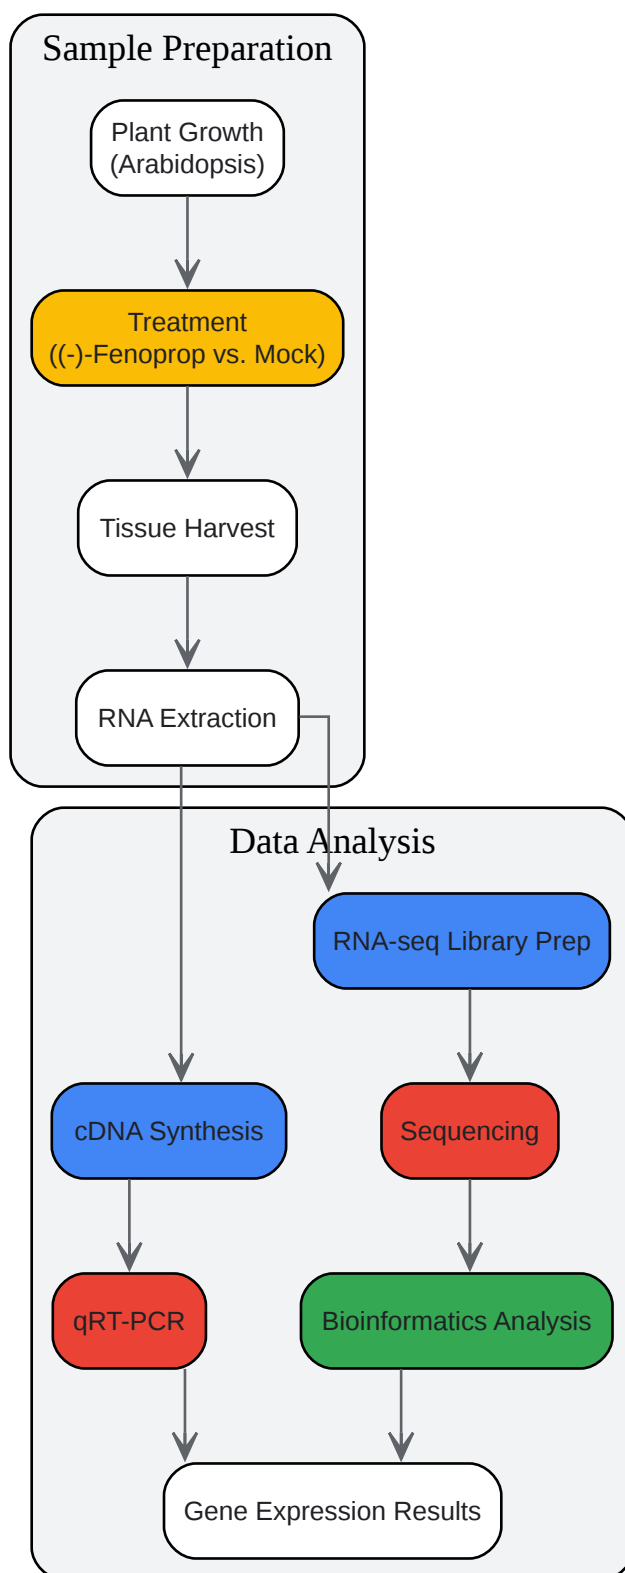 Sample Preparation
Plant Growth
(Arabidopsis)
Treatment
((-)-Fenoprop vs. Mock)
Tissue Harvest
RNA Extraction
Data Analysis
RNA-seq Library Prep
cDNA Synthesis
Sequencing
qRT-PCR
Bioinformatics Analysis
Gene Expression Results